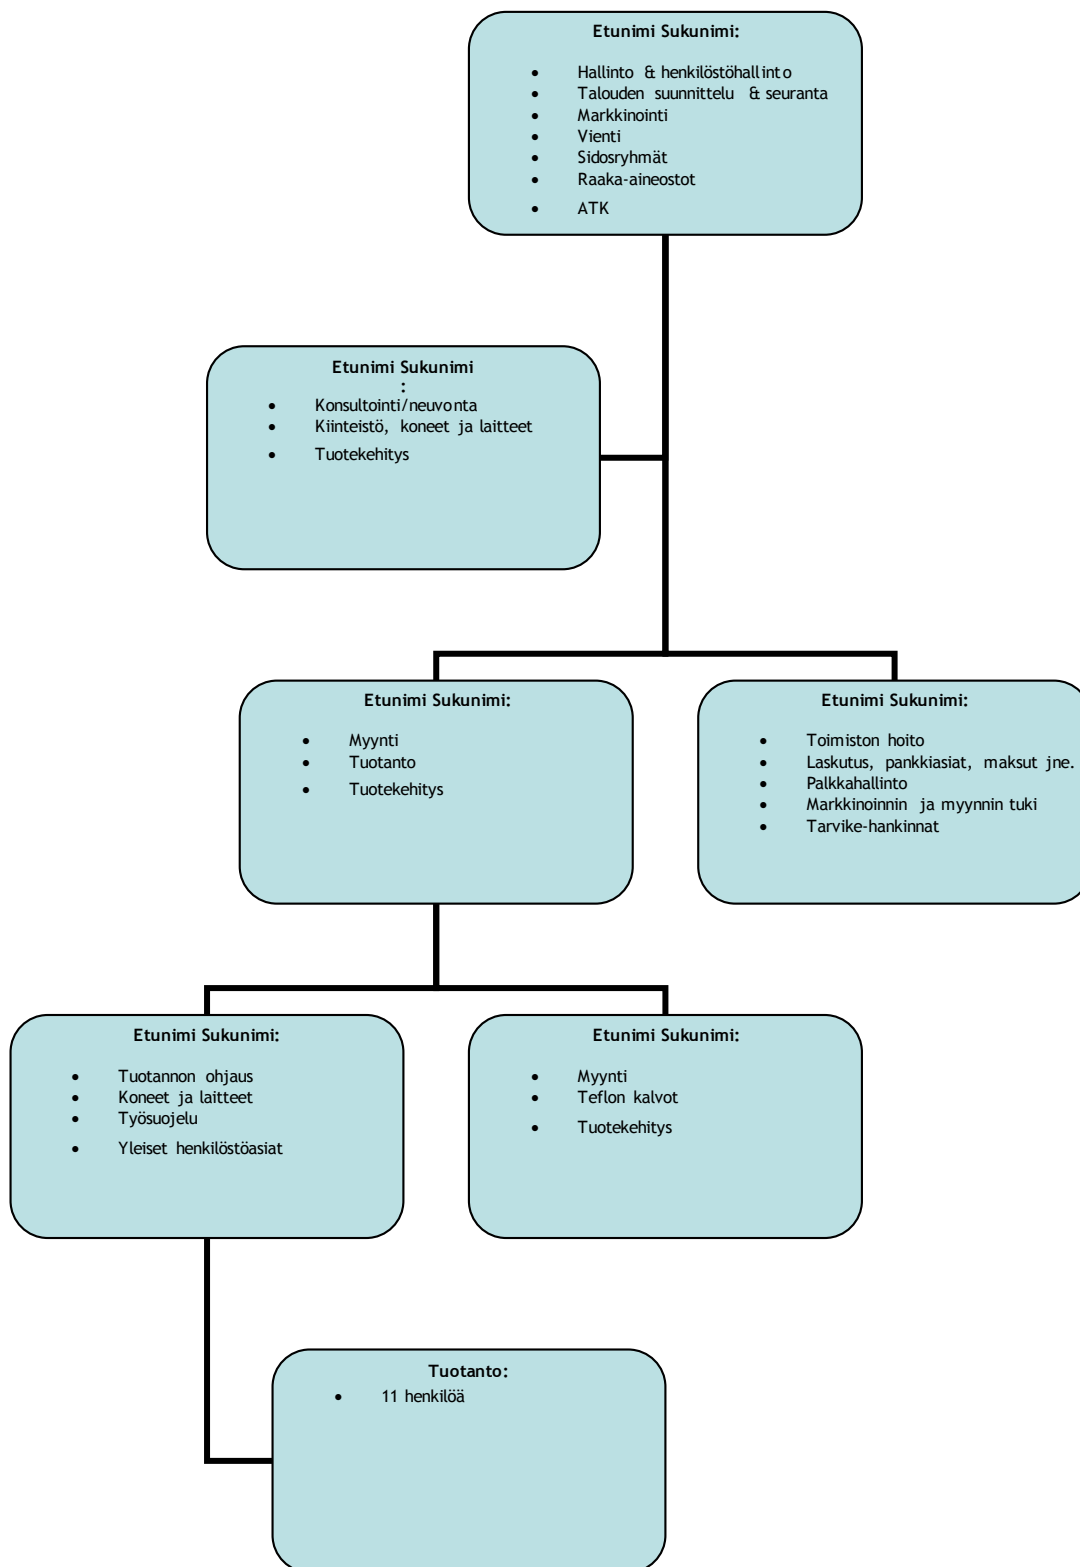 Etunimi Sukunimi:
• Hallinto & henkilöstöhallinto
• Talouden suunnittelu & seuranta
• Markkinointi
• Vienti
• Sidosryhmät
• Raaka-aineostot
• ATK
Etunimi Sukunimi
:
• Konsultointi/neuvonta
• Kiinteistö, koneet ja laitteet
• Tuotekehitys
Etunimi Sukunimi:
• Myynti
• Tuotanto
• Tuotekehitys
Etunimi Sukunimi:
• Toimiston hoito
• Laskutus, pankkiasiat, maksut jne.
• Palkkahallinto
• Markkinoinnin ja myynnin tuki
• Tarvike-hankinnat
Etunimi Sukunimi:
• Tuotannon ohjaus
• Koneet ja laitteet
• Työsuojelu
• Yleiset henkilöstöasiat
Etunimi Sukunimi:
• Myynti
• Teflon kalvot
• Tuotekehitys
Tuotanto:
• 11 henkilöä